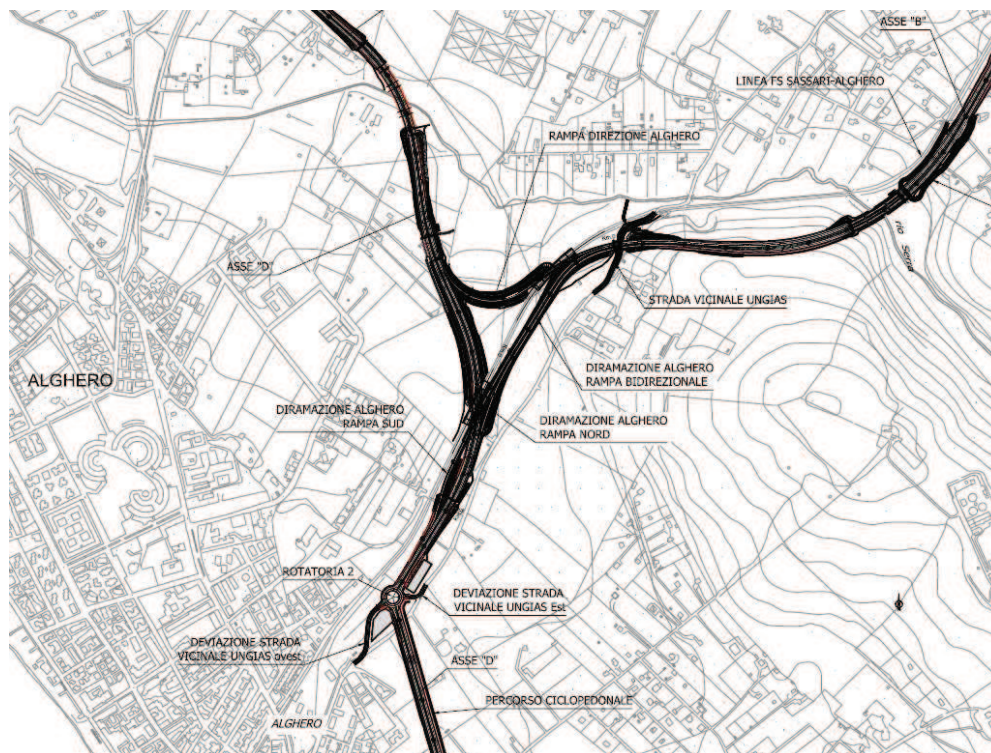 ASSE "B"
LINEA FS SASSARI-ALGHERO
RAMPA DIREZIONE ALGHERO
rio Serra
ASSE "D"
STRADA VICINALE UNGIAS
ALGHERO
DIRAMAZIONE ALGHERO
RAMPA BIDIREZIONALE
DIRAMAZIONE ALGHERO
RAMPA SUD
DIRAMAZIONE ALGHERO
RAMPA NORD
ROTATORIA 2
DEVIAZIONE STRADA
VICINALE UNGIAS Est
DEVIAZIONE STRADA
VICINALE UNGIAS ovest
ASSE "D"
PERCORSO CICLOPEDONALE
ALGHERO